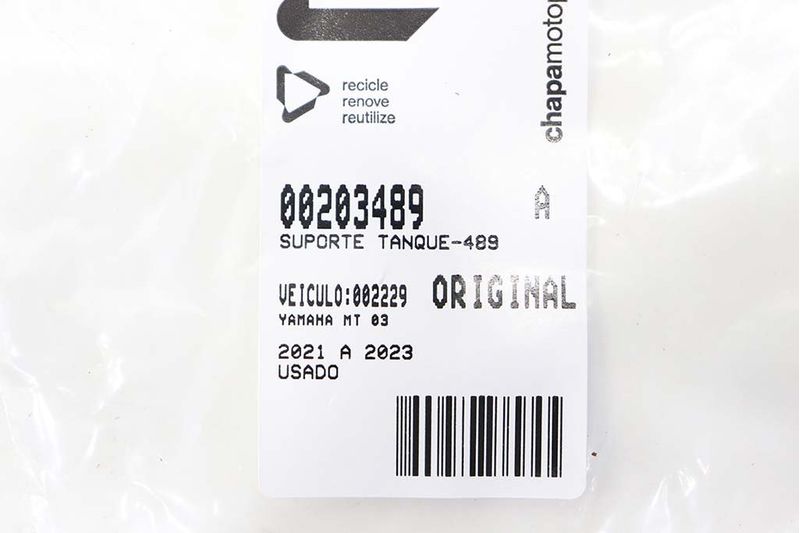 recicle
renove
reutilize
chapamotop
00203489 A
SUPORTE TANQUE-489
VEICULO:002229 ORIGINAL
YAMAHA MT 03
2021 A 2023
USADO